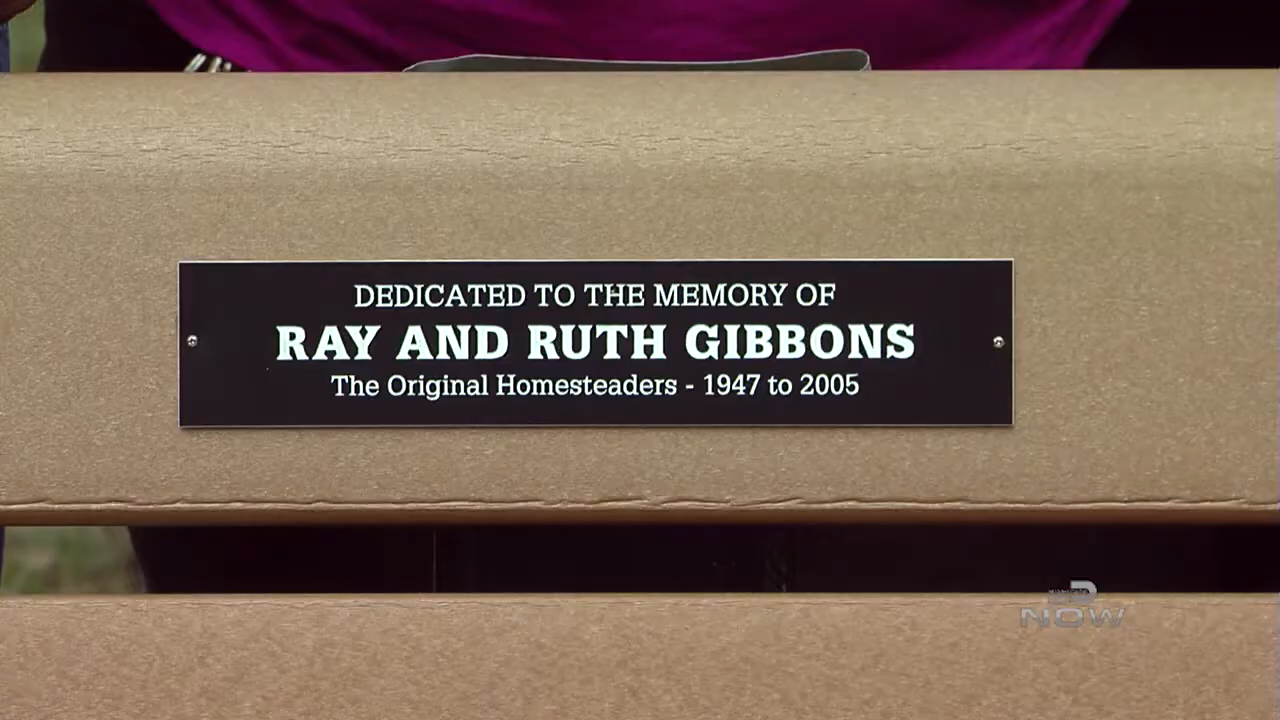 DEDICATED TO THE MEMORY OF
RAY AND RUTH GIBBONS
The Original Homesteaders - 1947 to 2005
NOW